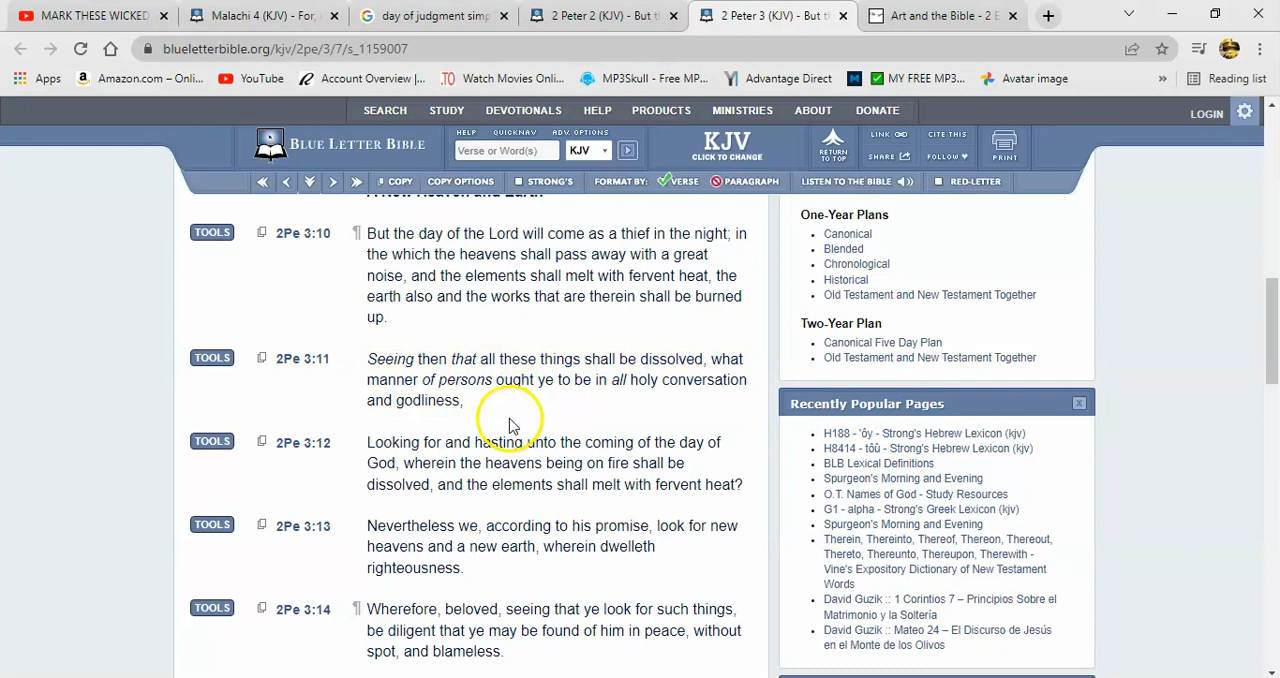 MARK THESE WICKED
Malachi 4 (KJV) - For,
day of judgment simp
2 Peter 2 (KJV) - But th
2 Peter 3 (KJV) - But th
Art and the Bible - 2 E
blueletterbible.org/kjv/2pe/3/7/s_1159007
Apps
Amazon.com – Onli...
YouTube
Account Overview |...
Watch Movies Onli...
MP3Skull - Free MP...
Advantage Direct
MY FREE MP3...
Avatar image
»
Reading list
SEARCH STUDY DEVOTIONALS HELP PRODUCTS MINISTRIES ABOUT DONATE
LOGIN
BLUE LETTER BIBLE
HELP QUICKNAV ADV. OPTIONS
Verse or Word(s) KJV
KJV
CLICK TO CHANGE
RETURN
TO TOP
LINK
SHARE
CITE THIS
FOLLOW
PRINT
COPY COPY OPTIONS STRONG'S FORMAT BY: VERSE PARAGRAPH LISTEN TO THE BIBLE RED-LETTER
A New Heaven and Earth
TOOLS 2Pe 3:10 ¶ But the day of the Lord will come as a thief in the night; in
the which the heavens shall pass away with a great
noise, and the elements shall melt with fervent heat, the
earth also and the works that are therein shall be burned
up.
TOOLS 2Pe 3:11 Seeing then that all these things shall be dissolved, what
manner of persons ought ye to be in all holy conversation
and godliness,
TOOLS 2Pe 3:12 Looking for and hasting unto the coming of the day of
God, wherein the heavens being on fire shall be
dissolved, and the elements shall melt with fervent heat?
TOOLS 2Pe 3:13 Nevertheless we, according to his promise, look for new
heavens and a new earth, wherein dwelleth
righteousness.
TOOLS 2Pe 3:14 ¶ Wherefore, beloved, seeing that ye look for such things,
be diligent that ye may be found of him in peace, without
spot, and blameless.
One-Year Plans
Canonical
Blended
Chronological
Historical
Old Testament and New Testament Together
Two-Year Plan
Canonical Five Day Plan
Old Testament and New Testament Together
Recently Popular Pages
H188 - 'ôy - Strong's Hebrew Lexicon (kjv)
H8414 - tôû - Strong's Hebrew Lexicon (kjv)
BLB Lexical Definitions
Spurgeon's Morning and Evening
O.T. Names of God - Study Resources
G1 - alpha - Strong's Greek Lexicon (kjv)
Spurgeon's Morning and Evening
Therein, Thereinto, Thereof, Thereon, Thereout,
Thereto, Thereunto, Thereupon, Therewith -
Vine's Expository Dictionary of New Testament
Words
David Guzik :: 1 Corintios 7 – Principios Sobre el
Matrimonio y la Soltería
David Guzik :: Mateo 24 – El Discurso de Jesús
en el Monte de los Olivos